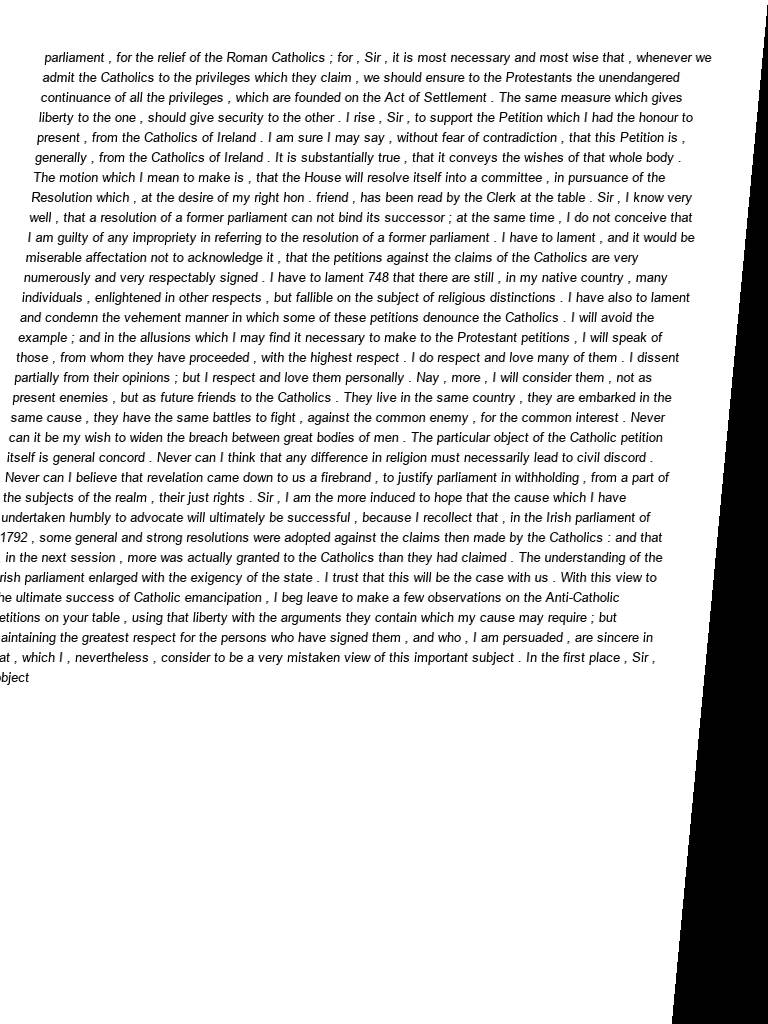 parliament , for the relief of the Roman Catholics ; for , Sir , it is most necessary and most wise that , whenever we
admit the Catholics to the privileges which they claim , we should ensure to the Protestants the unendangered
continuance of all the privileges , which are founded on the Act of Settlement . The same measure which gives
liberty to the one , should give security to the other . I rise , Sir , to support the Petition which I had the honour to
present , from the Catholics of Ireland . I am sure I may say , without fear of contradiction , that this Petition is ,
generally , from the Catholics of Ireland . It is substantially true , that it conveys the wishes of that whole body .
The motion which I mean to make is , that the House will resolve itself into a committee , in pursuance of the
Resolution which , at the desire of my right hon . friend , has been read by the Clerk at the table . Sir , I know very
well , that a resolution of a former parliament can not bind its successor ; at the same time , I do not conceive that
I am guilty of any impropriety in referring to the resolution of a former parliament . I have to lament , and it would be
miserable affectation not to acknowledge it , that the petitions against the claims of the Catholics are very
numerously and very respectably signed . I have to lament 748 that there are still , in my native country , many
individuals , enlightened in other respects , but fallible on the subject of religious distinctions . I have also to lament
and condemn the vehement manner in which some of these petitions denounce the Catholics . I will avoid the
example ; and in the allusions which I may find it necessary to make to the Protestant petitions , I will speak of
those , from whom they have proceeded , with the highest respect . I do respect and love many of them . I dissent
partially from their opinions ; but I respect and love them personally . Nay , more , I will consider them , not as
present enemies , but as future friends to the Catholics . They live in the same country , they are embarked in the
same cause , they have the same battles to fight , against the common enemy , for the common interest . Never
can it be my wish to widen the breach between great bodies of men . The particular object of the Catholic petition
itself is general concord . Never can I think that any difference in religion must necessarily lead to civil discord .
Never can I believe that revelation came down to us a firebrand , to justify parliament in withholding , from a part of
the subjects of the realm , their just rights . Sir , I am the more induced to hope that the cause which I have
undertaken humbly to advocate will ultimately be successful , because I recollect that , in the Irish parliament of
1792 , some general and strong resolutions were adopted against the claims then made by the Catholics : and that
, in the next session , more was actually granted to the Catholics than they had claimed . The understanding of the
rish parliament enlarged with the exigency of the state . I trust that this will be the case with us . With this view to
he ultimate success of Catholic emancipation , I beg leave to make a few observations on the Anti-Catholic
etitions on your table , using that liberty with the arguments they contain which my cause may require ; but
aintaining the greatest respect for the persons who have signed them , and who , I am persuaded , are sincere in
at , which I , nevertheless , consider to be a very mistaken view of this important subject . In the first place , Sir ,
bject